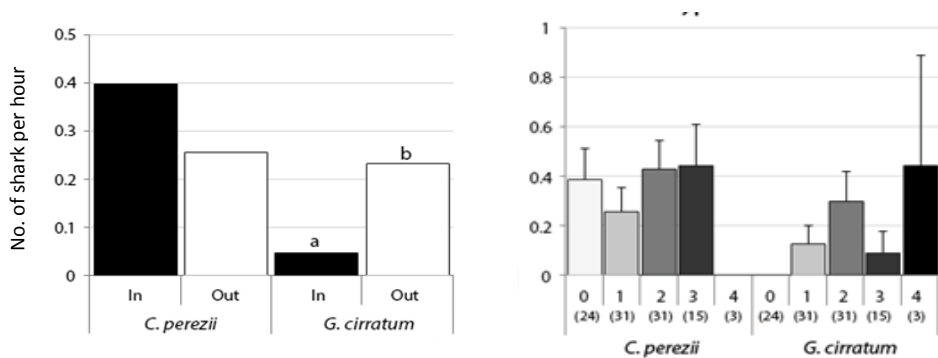 No. of shark per hour
0.5
0.4
0.3
0.2
0.1
0
a
b
In Out In Out
C. perezii G. cirratum
1
0.8
0.6
0.4
0.2
0
0 1 2 3 4 0 1 2 3 4
(24) (31) (31) (15) (3) (24) (31) (31) (15) (3)
C. perezii G. cirratum